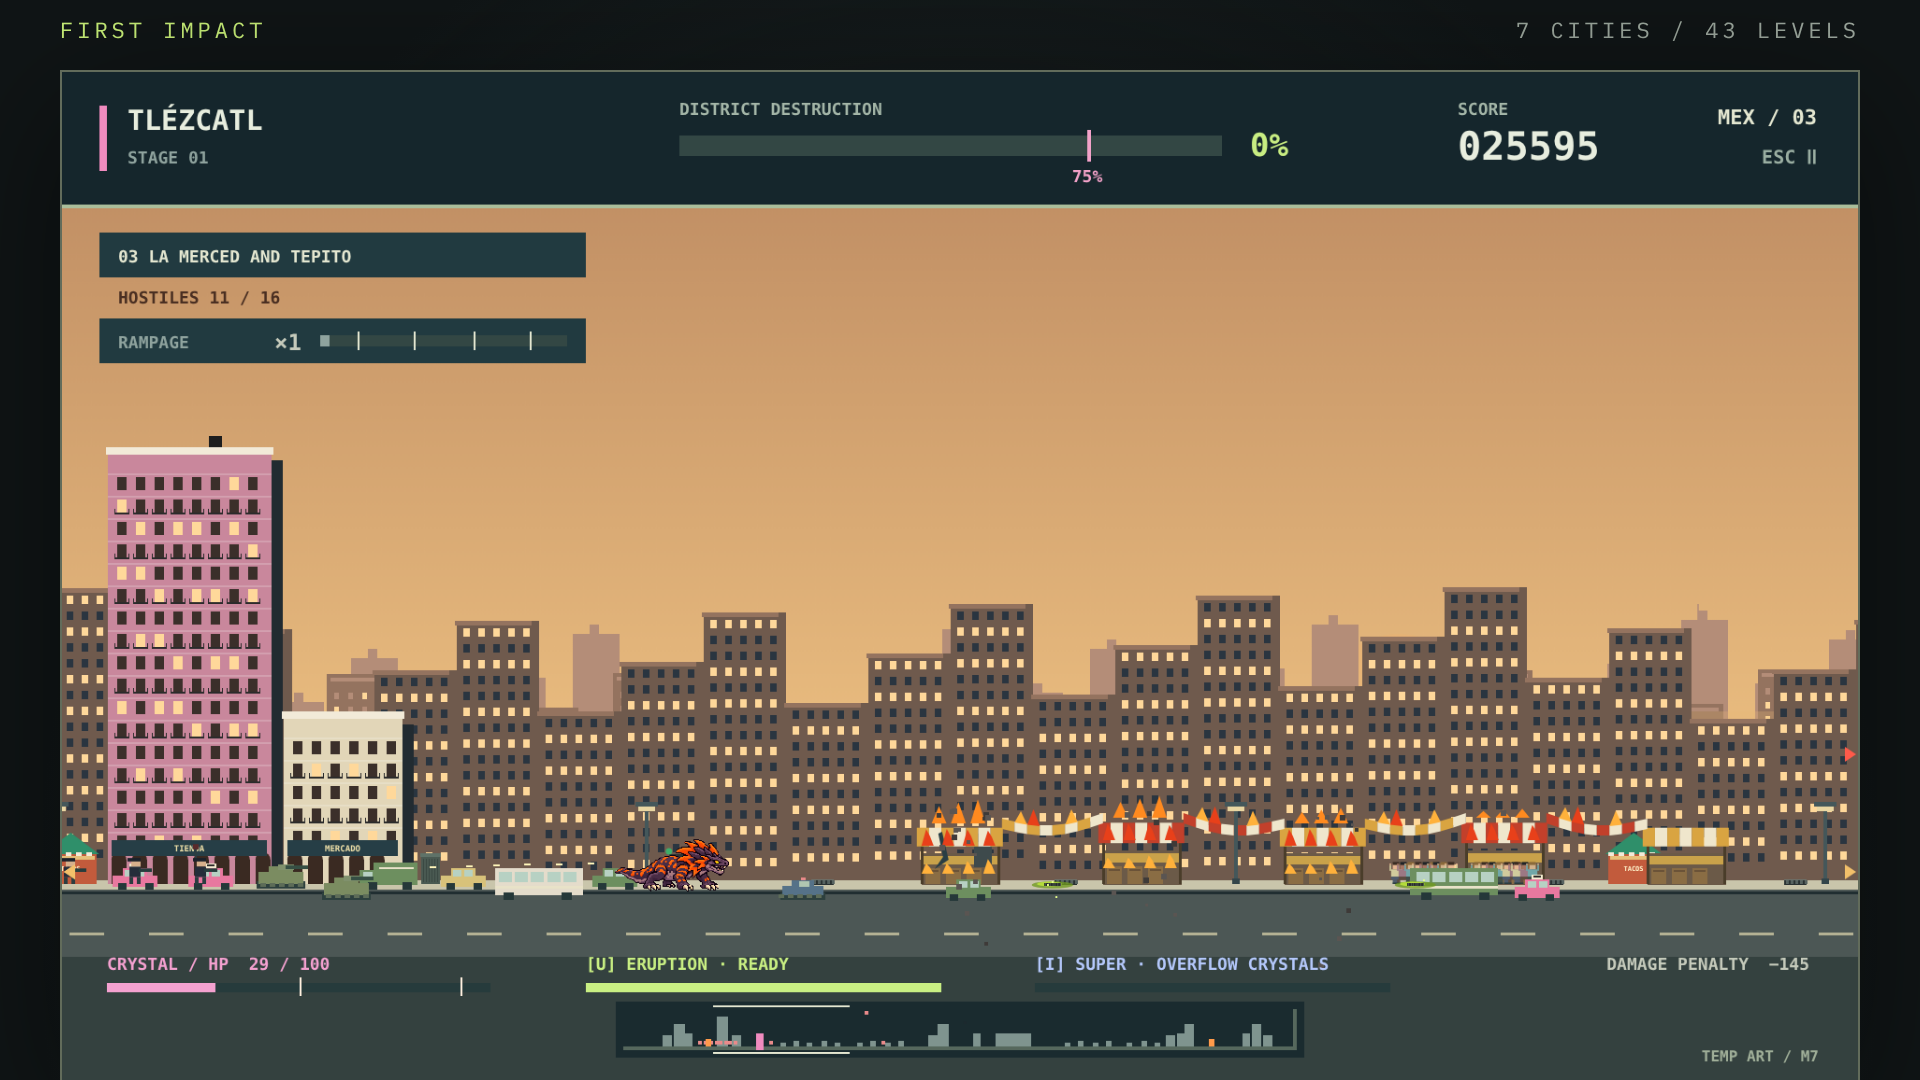 FIRST IMPACT
7 CITIES / 43 LEVELS
TLÉZCATL
STAGE 01
DISTRICT DESTRUCTION
0%
75%
SCORE
025595
MEX / 03
ESC II
03 LA MERCED AND TEPITO
HOSTILES 11 / 16
RAMPAGE ×1
TIENDA
MERCADO
TACOS
CRYSTAL / HP 29 / 100
[U] ERUPTION · READY
[I] SUPER · OVERFLOW CRYSTALS
DAMAGE PENALTY −145
TEMP ART / M7